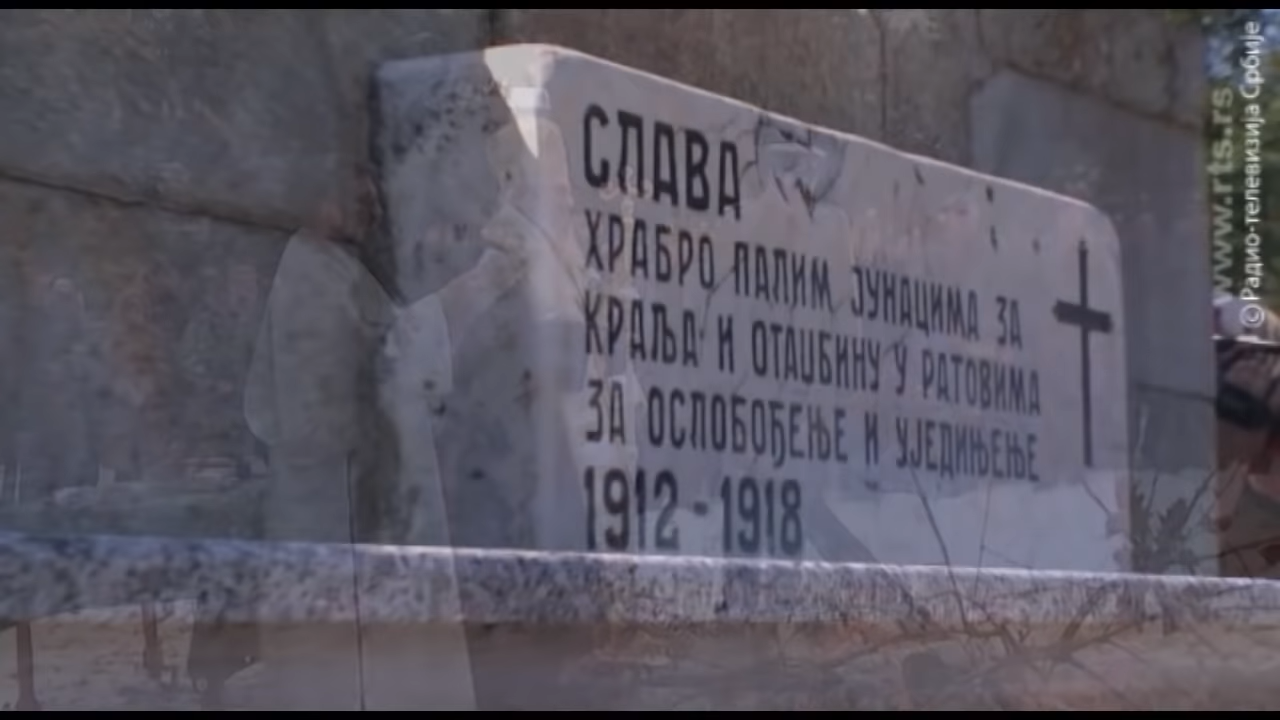 СЛАВА
ХРАБРО ПАЛИМ ЈУНАЦИМА ЗА
КРАЉА И ОТАЏБИНУ У РАТОВИМА
ЗА ОСЛОБОЂЕЊЕ И УЈЕДИЊЕЊЕ
1912-1918
www.rts.rs
©Радио-телевизија Србије